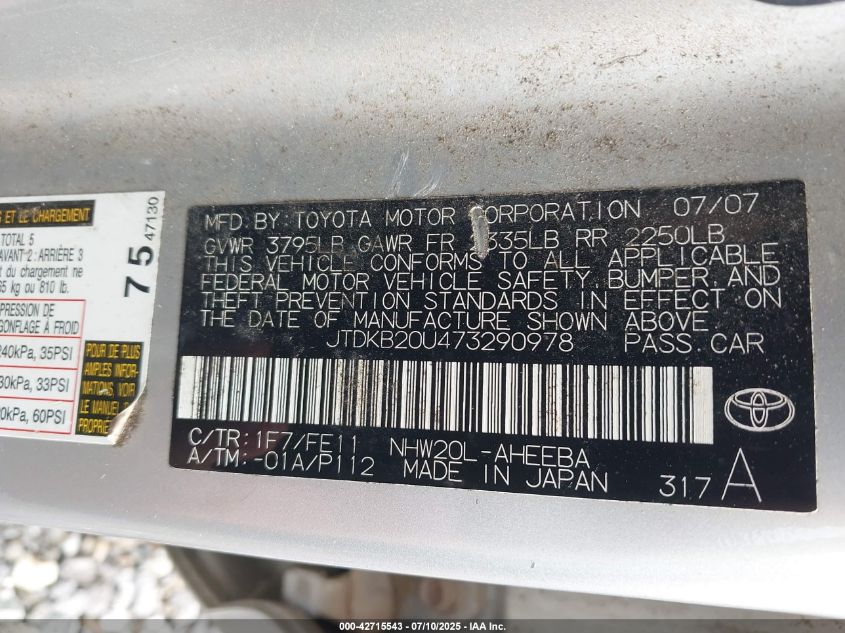 G ET LE CHARGEMENT
TOTAL 5
AVANT 2 : ARRIÈRE 3
t du chargement ne
65 kg ou 810 lb.
75 47130
PRESSION DE
GONFLAGE À FROID
240kPa, 35PSI
30kPa, 33PSI
0kPa, 60PSI
POUR DE PLUS
AMPLES INFOR-
MATIONS, VOIR
LE MANUEL
MFD. BY: TOYOTA MOTOR CORPORATION 07/07
GVWR 3795LB GAWR FR 335LB RR 2250LB
THIS VEHICLE CONFORMS TO ALL APPLICABLE
FEDERAL MOTOR VEHICLE SAFETY, BUMPER, AND
THEFT PREVENTION STANDARDS IN EFFECT ON
THE DATE OF MANUFACTURE SHOWN ABOVE.
JTDKB20U473290978 PASS. CAR
C/TR: 1F7/FE11 NHW20L-AHEEBA
A/TM: -01A/P112 MADE IN JAPAN 317 A
000-42715543 - 07/10/2025 - IAA Inc.